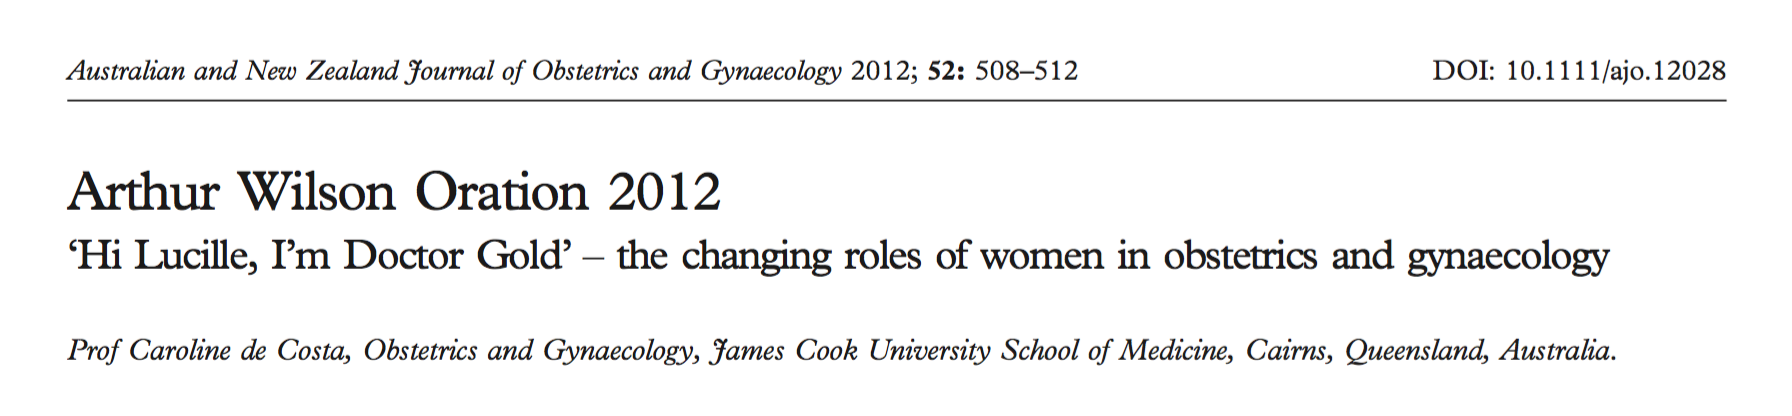 Australian and New Zealand Journal of Obstetrics and Gynaecology 2012; 52: 508–512 DOI: 10.1111/ajo.12028
Arthur Wilson Oration 2012
‘Hi Lucille, I’m Doctor Gold’ – the changing roles of women in obstetrics and gynaecology
Prof Caroline de Costa, Obstetrics and Gynaecology, James Cook University School of Medicine, Cairns, Queensland, Australia.